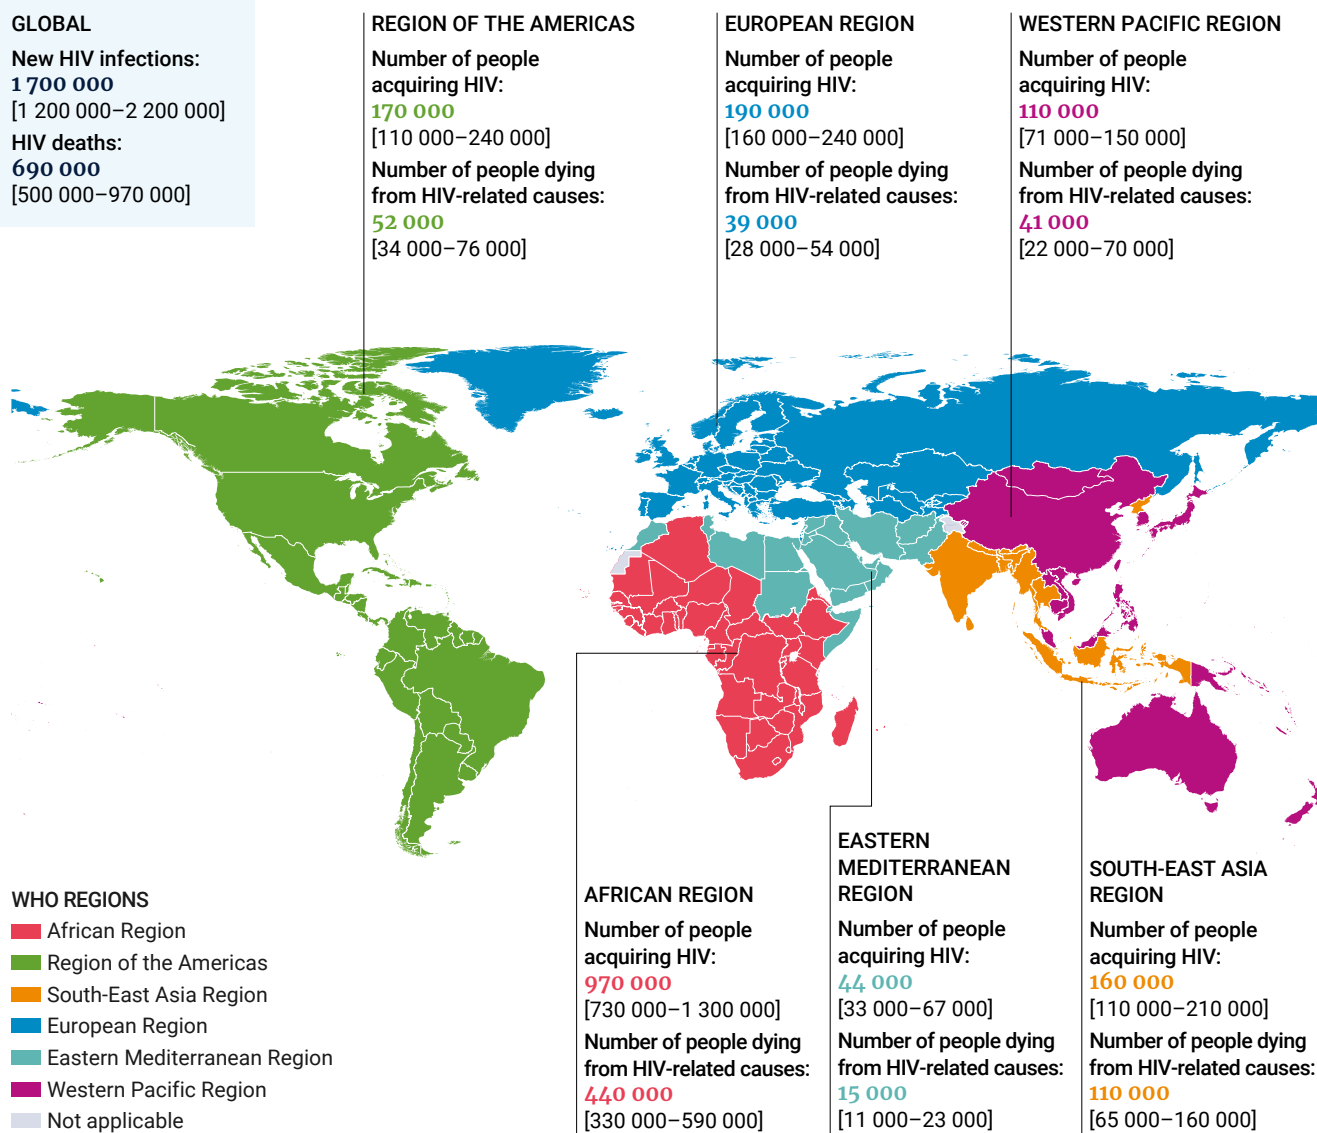 GLOBAL
New HIV infections:
1 700 000
[1 200 000–2 200 000]
HIV deaths:
690 000
[500 000–970 000]
REGION OF THE AMERICAS
Number of people
acquiring HIV:
170 000
[110 000–240 000]
Number of people dying
from HIV-related causes:
52 000
[34 000–76 000]
EUROPEAN REGION
Number of people
acquiring HIV:
190 000
[160 000–240 000]
Number of people dying
from HIV-related causes:
39 000
[28 000–54 000]
WESTERN PACIFIC REGION
Number of people
acquiring HIV:
110 000
[71 000–150 000]
Number of people dying
from HIV-related causes:
41 000
[22 000–70 000]
WHO REGIONS
African Region
Region of the Americas
South-East Asia Region
European Region
Eastern Mediterranean Region
Western Pacific Region
Not applicable
AFRICAN REGION
Number of people
acquiring HIV:
970 000
[730 000–1 300 000]
Number of people dying
from HIV-related causes:
440 000
[330 000–590 000]
EASTERN
MEDITERRANEAN
REGION
Number of people
acquiring HIV:
44 000
[33 000–67 000]
Number of people dying
from HIV-related causes:
15 000
[11 000–23 000]
SOUTH-EAST ASIA
REGION
Number of people
acquiring HIV:
160 000
[110 000–210 000]
Number of people dying
from HIV-related causes:
110 000
[65 000–160 000]